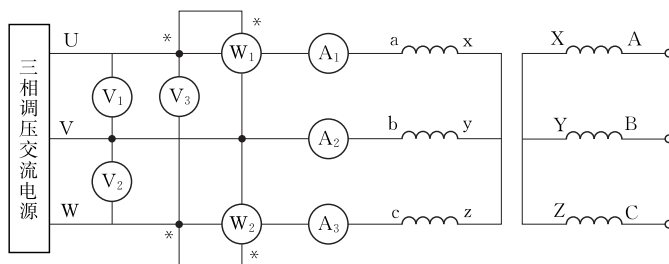 三相调压交流电源
U
* *
W₁ A₁ a x X A
V₁ V₃
V A₂ b y Y B
V₂
W W₂ A₃ c z Z C
* *